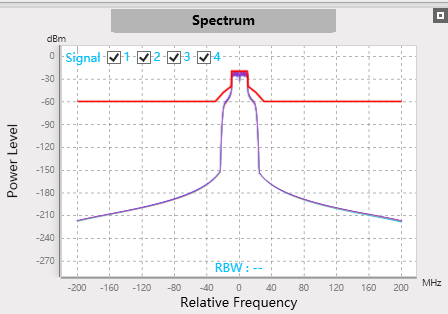 Spectrum
dBm
Signal 1 2 3 4
0
-30
-60
-90
-120
-150
-180
-210
-240
-270
Power Level
RBW : --
-200 -160 -120 -80 -40 0 40 80 120 160 200
MHz
Relative Frequency